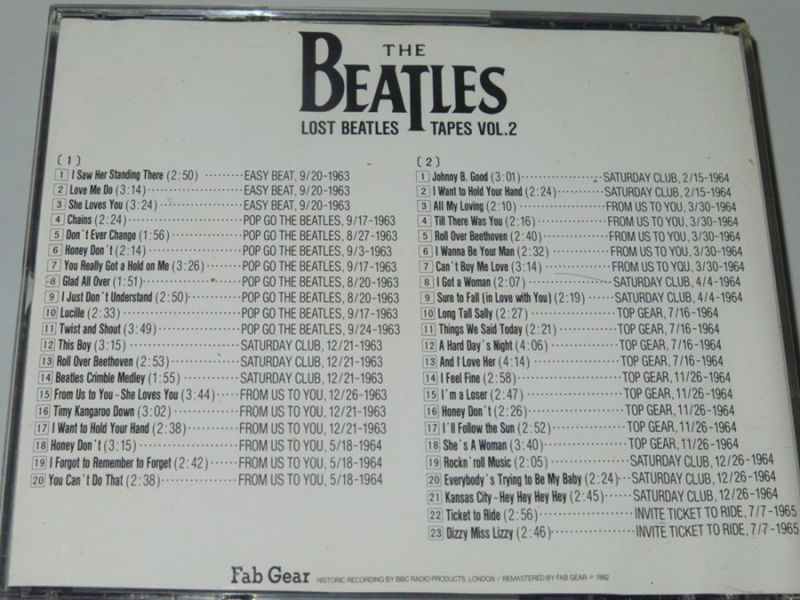 THE
BEATLES
LOST BEATLES TAPES VOL.2
[1]
1 I Saw Her Standing There (2:50) ········ EASY BEAT, 9/20-1963
2 Love Me Do (3:14) ········ EASY BEAT, 9/20-1963
3 She Loves You (3:24) ········ EASY BEAT, 9/20-1963
4 Chains (2:24) ········ POP GO THE BEATLES, 9/17-1963
5 Don't Ever Change (1:56) ········ POP GO THE BEATLES, 8/27-1963
6 Honey Don't (2:14) ········ POP GO THE BEATLES, 9/3-1963
7 You Really Got a Hold on Me (3:26) ········ POP GO THE BEATLES, 9/17-1963
8 Glad All Over (1:51) ········ POP GO THE BEATLES, 8/20-1963
9 I Just Don't Understand (2:50) ········ POP GO THE BEATLES, 8/20-1963
10 Lucille (2:33) ········ POP GO THE BEATLES, 9/17-1963
11 Twist and Shout (3:49) ········ POP GO THE BEATLES, 9/24-1963
12 This Boy (3:15) ········ SATURDAY CLUB, 12/21-1963
13 Roll Over Beethoven (2:53) ········ SATURDAY CLUB, 12/21-1963
14 Beatles Crimble Medley (1:55) ········ SATURDAY CLUB, 12/21-1963
15 From Us to You - She Loves You (3:44) ········ FROM US TO YOU, 12/26-1963
16 Timy Kangaroo Down (3:02) ········ FROM US TO YOU, 12/21-1963
17 I Want to Hold Your Hand (2:38) ········ FROM US TO YOU, 12/21-1963
18 Honey Don't (3:15) ········ FROM US TO YOU, 5/18-1964
19 I Forgot to Remember to Forget (2:42) ········ FROM US TO YOU, 5/18-1964
20 You Can't Do That (2:38) ········ FROM US TO YOU, 5/18-1964
[2]
1 Johnny B. Good (3:01) ········ SATURDAY CLUB, 2/15-1964
2 I Want to Hold Your Hand (2:24) ········ SATURDAY CLUB, 2/15-1964
3 All My Loving (2:10) ········ FROM US TO YOU, 3/30-1964
4 Till There Was You (2:16) ········ FROM US TO YOU, 3/30-1964
5 Roll Over Beethoven (2:40) ········ FROM US TO YOU, 3/30-1964
6 I Wanna Be Your Man (2:32) ········ FROM US TO YOU, 3/30-1964
7 Can't Buy Me Love (3:14) ········ FROM US TO YOU, 3/30-1964
8 I Got a Woman (2:07) ········ SATURDAY CLUB, 4/4-1964
9 Sure to Fall (in Love with You) (2:19) ········ SATURDAY CLUB, 4/4-1964
10 Long Tall Sally (2:27) ········ TOP GEAR, 7/16-1964
11 Things We Said Today (2:21) ········ TOP GEAR, 7/16-1964
12 A Hard Day's Night (4:06) ········ TOP GEAR, 7/16-1964
13 And I Love Her (4:14) ········ TOP GEAR, 7/16-1964
14 I Feel Fine (2:58) ········ TOP GEAR, 11/26-1964
15 I'm a Loser (2:47) ········ TOP GEAR, 11/26-1964
16 Honey Don't (2:26) ········ TOP GEAR, 11/26-1964
17 I'll Follow the Sun (2:52) ········ TOP GEAR, 11/26-1964
18 She's A Woman (3:40) ········ TOP GEAR, 11/26-1964
19 Rockn'roll Music (2:05) ········ SATURDAY CLUB, 12/26-1964
20 Everybody's Trying to Be My Baby (2:24) ··· SATURDAY CLUB, 12/26-1964
21 Kansas City - Hey Hey Hey Hey (2:45) ······ SATURDAY CLUB, 12/26-1964
22 Ticket to Ride (2:56) ········ INVITE TICKET TO RIDE, 7/7-1965
23 Dizzy Miss Lizzy (2:46) ········ INVITE TICKET TO RIDE, 7/7-1965
Fab Gear HISTORIC RECORDING BY BBC RADIO PRODUCTS, LONDON / REMASTERED BY FAB GEAR ℗ 1992